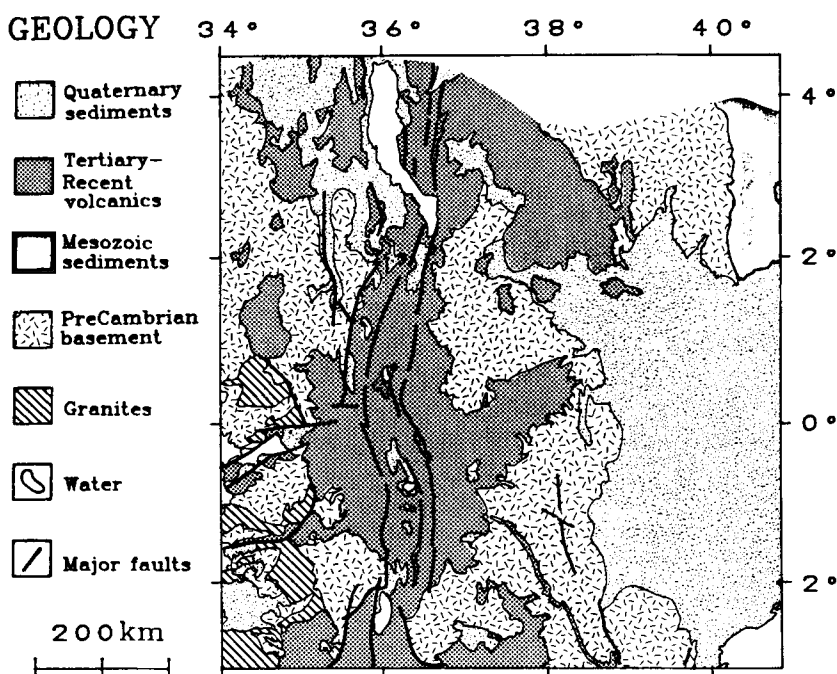 GEOLOGY
34° 36° 38° 40°
Quaternary
sediments
Tertiary–
Recent
volcanics
Mesozoic
sediments
PreCambrian
basement
Granites
Water
Major faults
200km
4°
2°
0°
2°